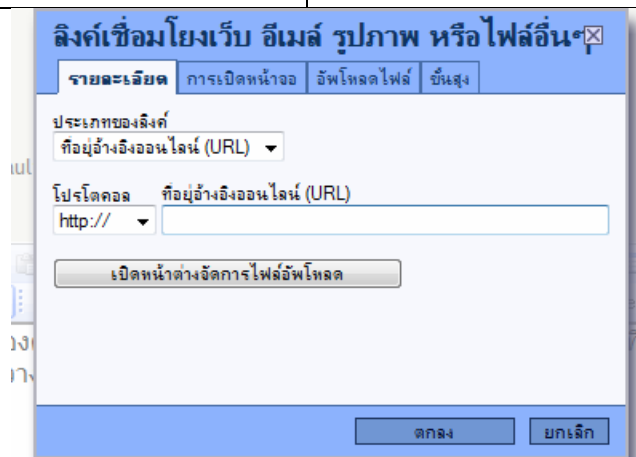 ลิงค์เชื่อมโยงเว็บ อีเมล์ รูปภาพ หรือไฟล์อื่นๆ
รายละเอียด การเปิดหน้าจอ อัพโหลดไฟล์ ขั้นสูง
ประเภทของลิงค์
ที่อยู่อ้างอิงออนไลน์ (URL)
โปรโตคอล ที่อยู่อ้างอิงออนไลน์ (URL)
http://
เปิดหน้าต่างจัดการไฟล์อัพโหลด
ตกลง ยกเลิก